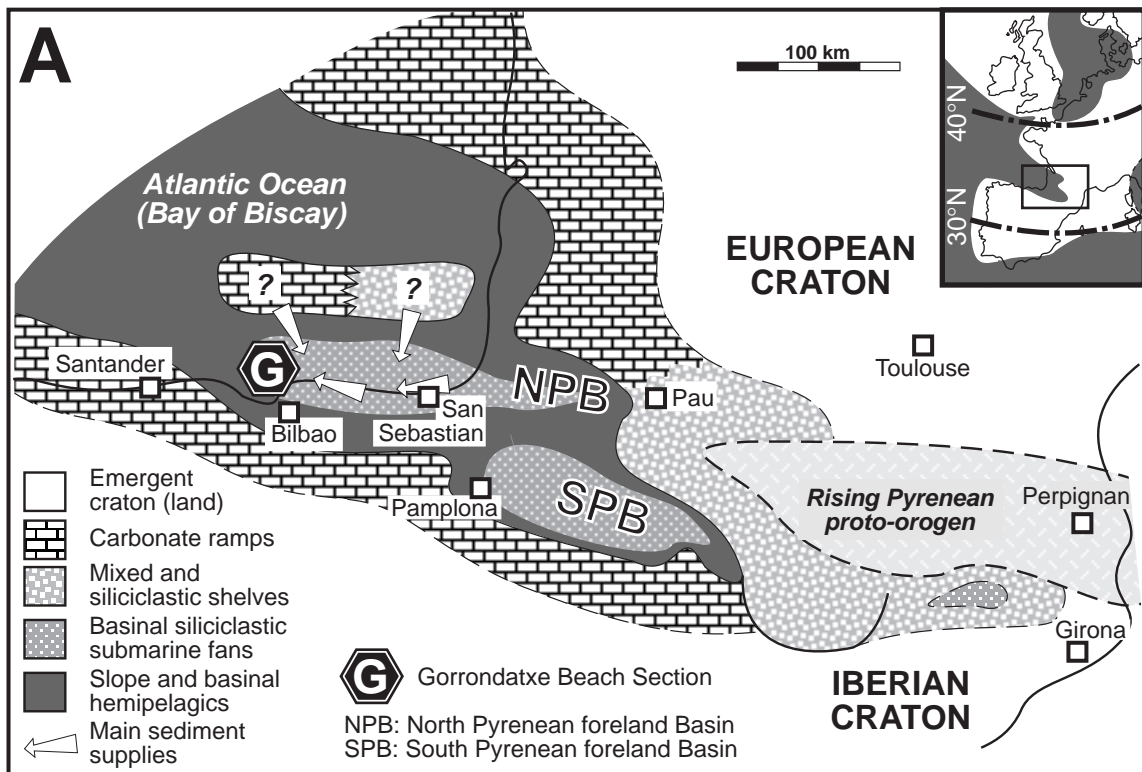 A
100 km
40°N
30°N
Atlantic Ocean
(Bay of Biscay)
EUROPEAN
CRATON
?
?
Toulouse
Santander
G
NPB
Pau
San
Sebastian
Bilbao
Rising Pyrenean
proto-orogen
Perpignan
SPB
Pamplona
Girona
IBERIAN
CRATON
Emergent
craton (land)
Carbonate ramps
Mixed and
siliciclastic shelves
Basinal siliciclastic
submarine fans
Slope and basinal
hemipelagics
Main sediment
supplies
G Gorrondatxe Beach Section
NPB: North Pyrenean foreland Basin
SPB: South Pyrenean foreland Basin